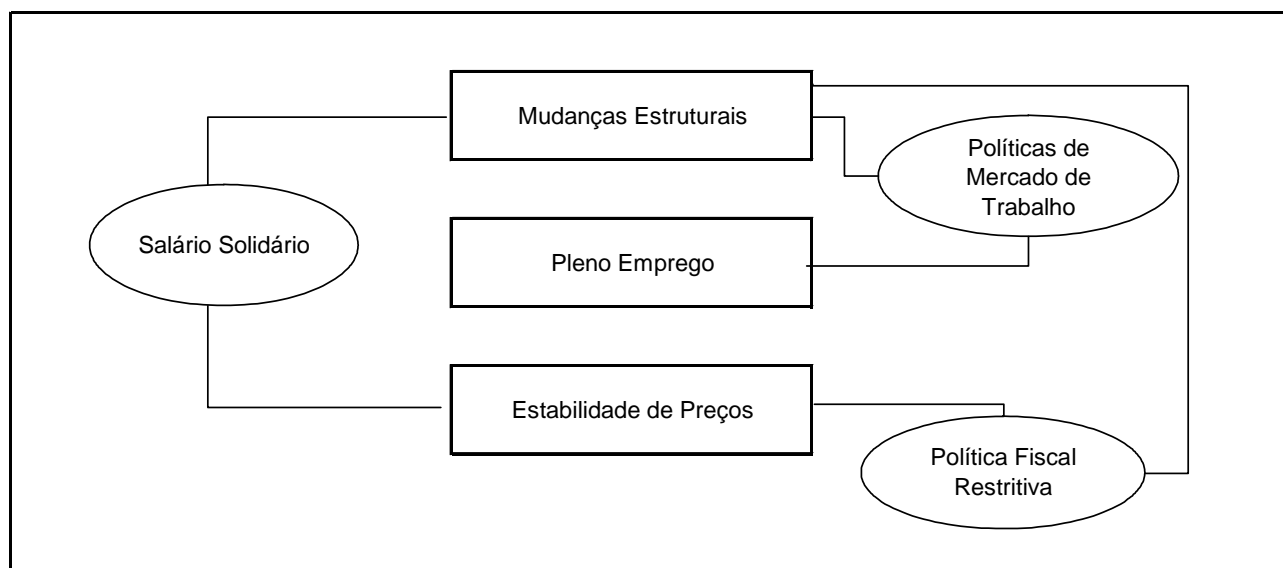 Mudanças Estruturais
Políticas de
Mercado de
Trabalho
Salário Solidário
Pleno Emprego
Estabilidade de Preços
Política Fiscal
Restritiva